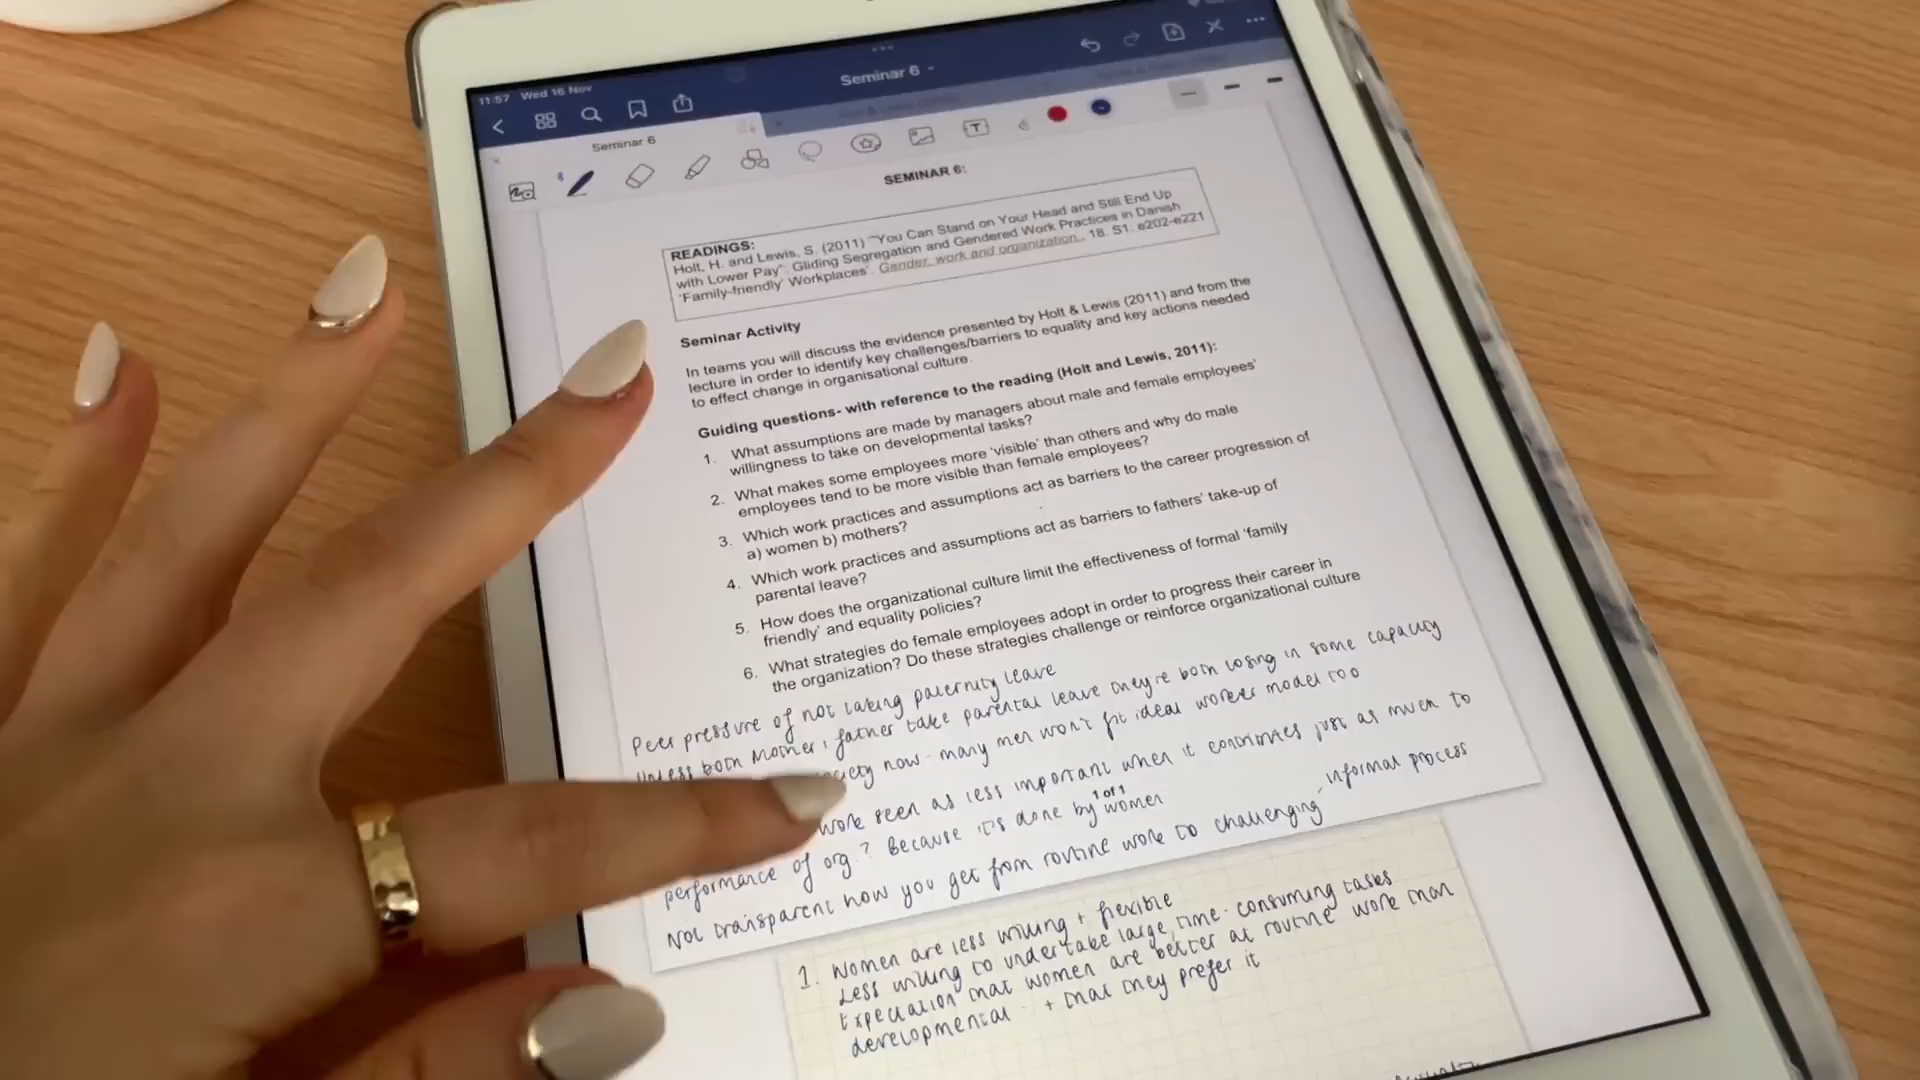 11:57 Wed 16 Nov
Seminar 6
Seminar 6
SEMINAR 6:
READINGS:
Holt, H. and Lewis, S. (2011) "You Can Stand on Your Head and Still End Up
with Lower Pay": Gliding Segregation and Gendered Work Practices in Danish
'Family-friendly' Workplaces'. Gender, work and organization., 18. S1. e202-e221
Seminar Activity
In teams you will discuss the evidence presented by Holt & Lewis (2011) and from the
lecture in order to identify key challenges/barriers to equality and key actions needed
to effect change in organisational culture.
Guiding questions- with reference to the reading (Holt and Lewis, 2011):
1. What assumptions are made by managers about male and female employees'
willingness to take on developmental tasks?
2. What makes some employees more 'visible' than others and why do male
employees tend to be more visible than female employees?
3. Which work practices and assumptions act as barriers to the career progression of
a) women b) mothers?
4. Which work practices and assumptions act as barriers to fathers' take-up of
parental leave?
5. How does the organizational culture limit the effectiveness of formal 'family
friendly' and equality policies?
6. What strategies do female employees adopt in order to progress their career in
the organization? Do these strategies challenge or reinforce organizational culture
Peer pressure of not taking paternity leave
Unless both Mother & father take parental leave they're both losing in some capacity
now - many men won't fit ideal worker model too
work seen as less important when it contributes just as much to
performance of org? Because it's done by women
1 of 1
Not transparent how you get from routine work to challenging - informal process
1. Women are less willing + flexible
Less willing to undertake large, time-consuming tasks
Expectation that women are better at routine work than
developmental + that they prefer it